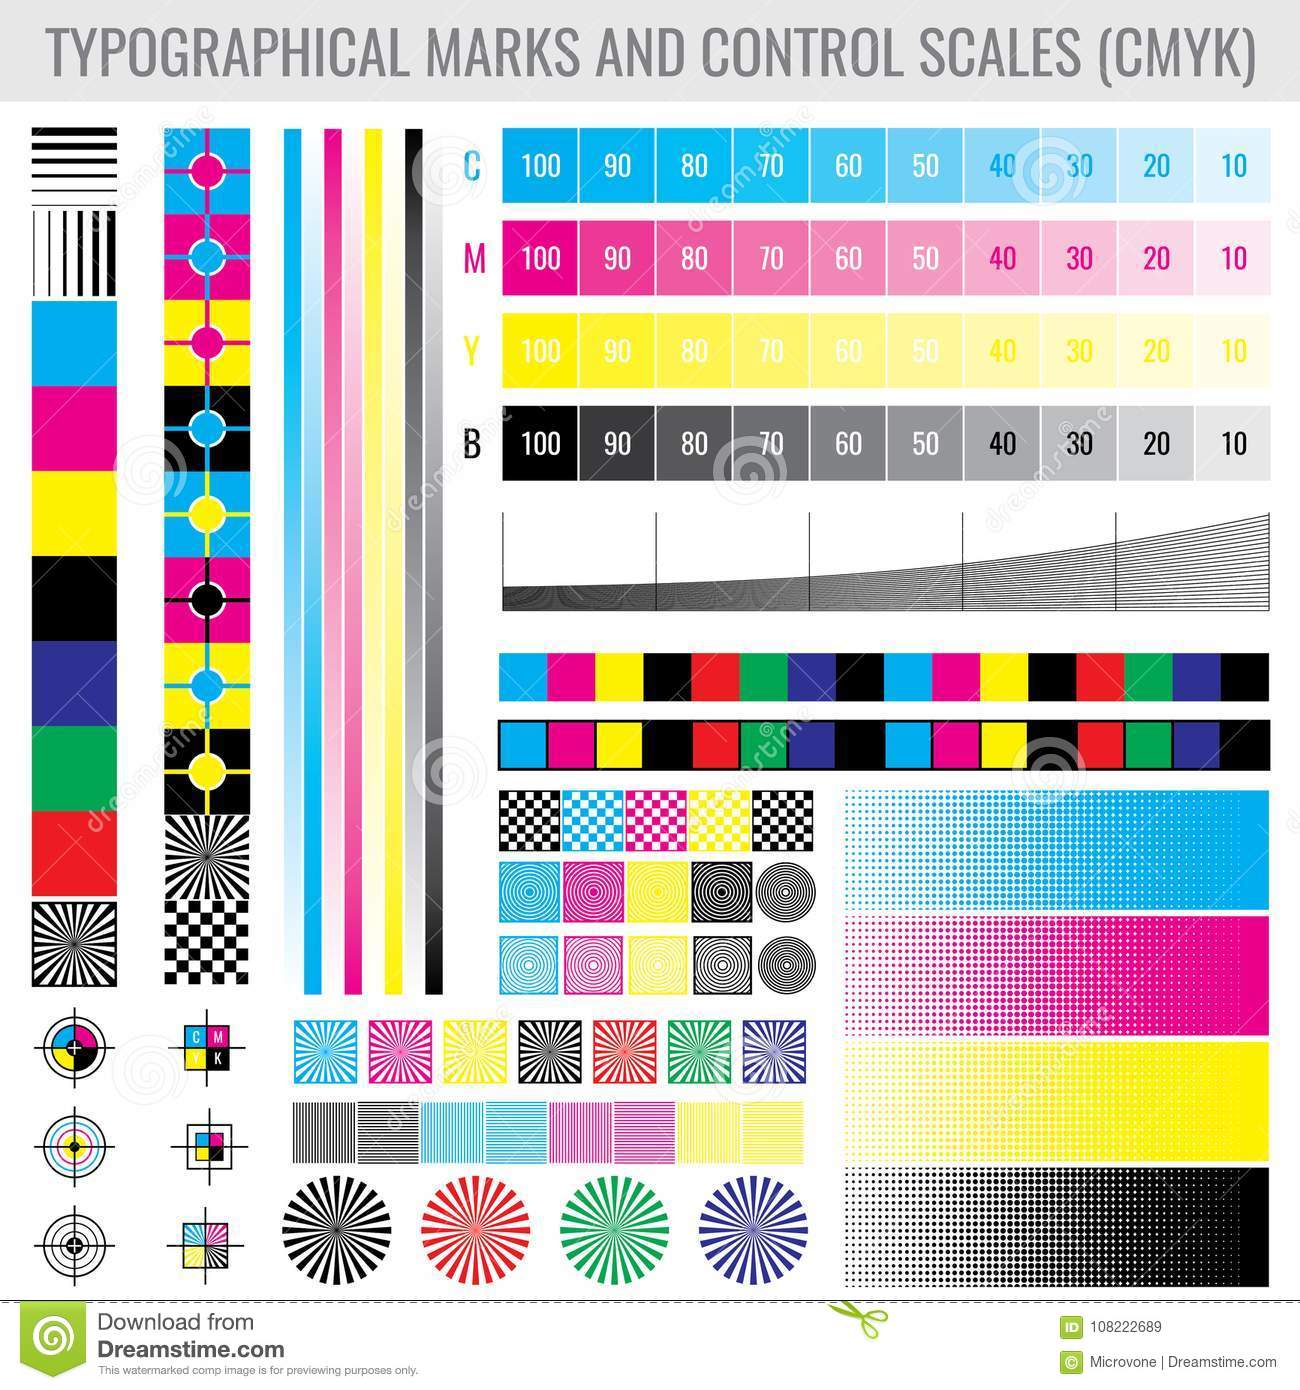 TYPOGRAPHICAL MARKS AND CONTROL SCALES (CMYK)
C 100 90 80 70 60 50 40 30 20 10
M 100 90 80 70 60 50 40 30 20 10
Y 100 90 80 70 60 50 40 30 20 10
B 100 90 80 70 60 50 40 30 20 10
C M
Y K
Download from
Dreamstime.com
This watermarked comp image is for previewing purposes only.
ID 108222689
© Microvone | Dreamstime.com